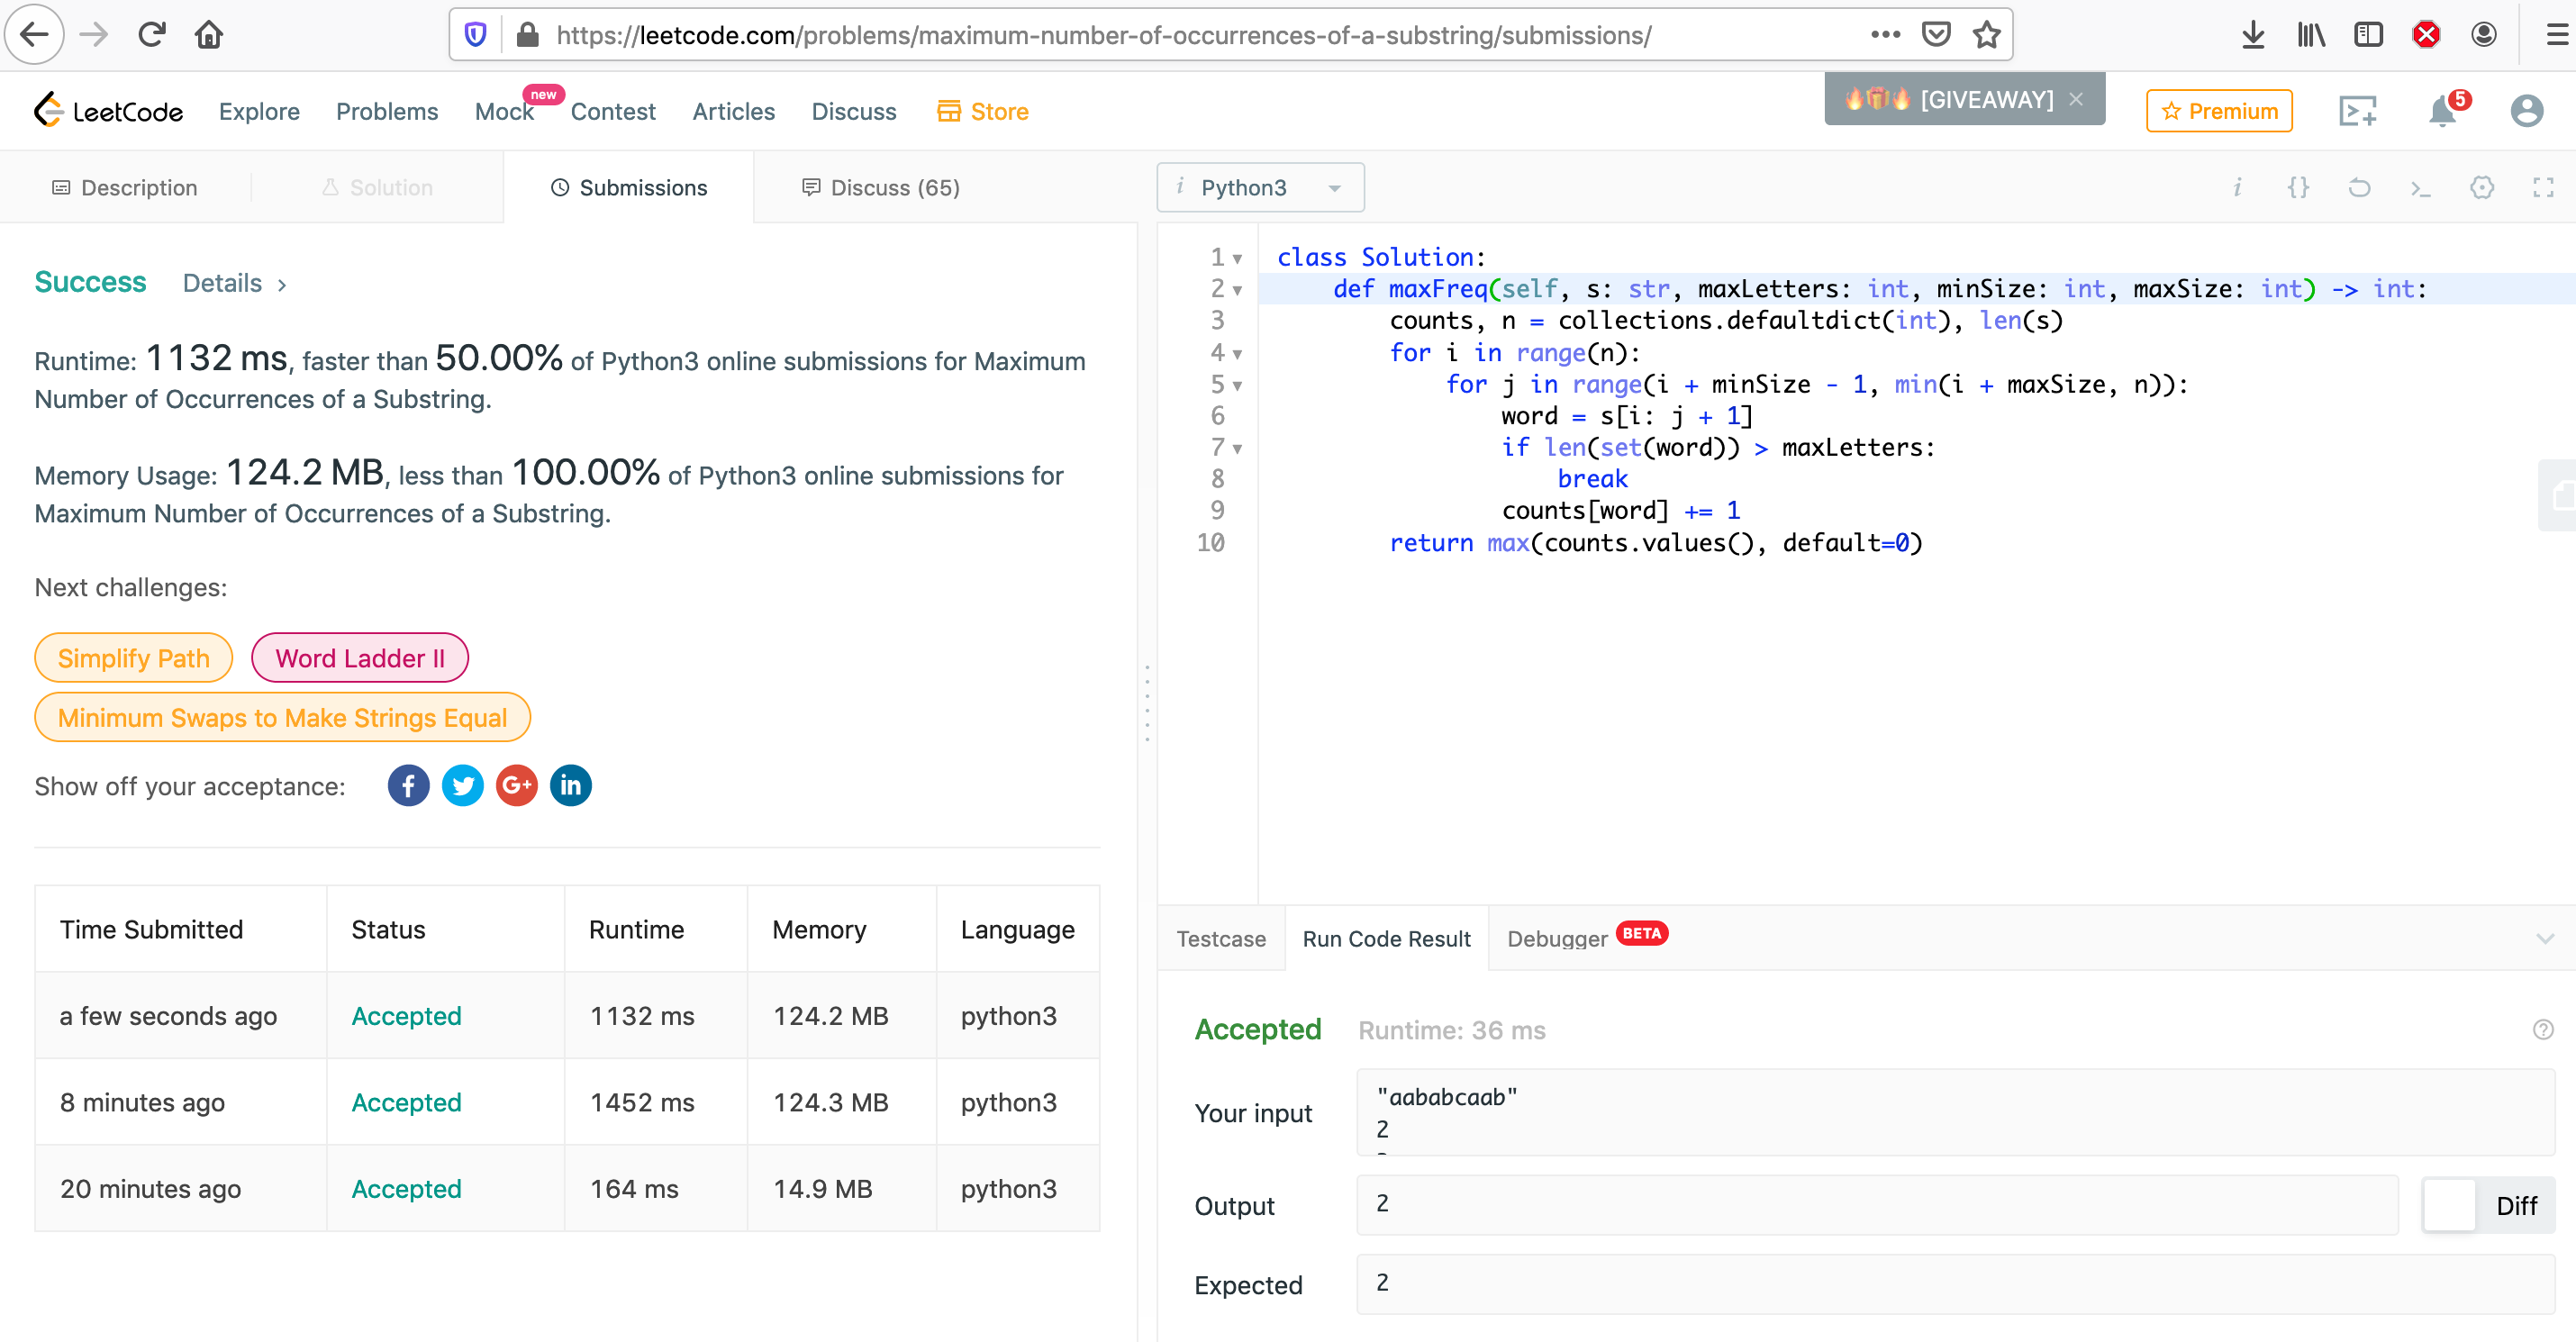 https://leetcode.com/problems/maximum-number-of-occurrences-of-a-substring/submissions/
LeetCode Explore Problems Mock new Contest Articles Discuss Store [GIVEAWAY] × Premium 5
Description Solution Submissions Discuss (65)
Success Details >
Runtime: 1132 ms, faster than 50.00% of Python3 online submissions for Maximum
Number of Occurrences of a Substring.
Memory Usage: 124.2 MB, less than 100.00% of Python3 online submissions for
Maximum Number of Occurrences of a Substring.
Next challenges:
Simplify Path Word Ladder II
Minimum Swaps to Make Strings Equal
Show off your acceptance: f G+ in
Time Submitted Status Runtime Memory Language
a few seconds ago Accepted 1132 ms 124.2 MB python3
8 minutes ago Accepted 1452 ms 124.3 MB python3
20 minutes ago Accepted 164 ms 14.9 MB python3
i Python3 i {} >_
1 class Solution:
2 def maxFreq(self, s: str, maxLetters: int, minSize: int, maxSize: int) -> int:
3 counts, n = collections.defaultdict(int), len(s)
4 for i in range(n):
5 for j in range(i + minSize - 1, min(i + maxSize, n)):
6 word = s[i: j + 1]
7 if len(set(word)) > maxLetters:
8 break
9 counts[word] += 1
10 return max(counts.values(), default=0)
Testcase Run Code Result Debugger BETA
Accepted Runtime: 36 ms ?
Your input
"aababcaab"
2
Output 2 Diff
Expected 2